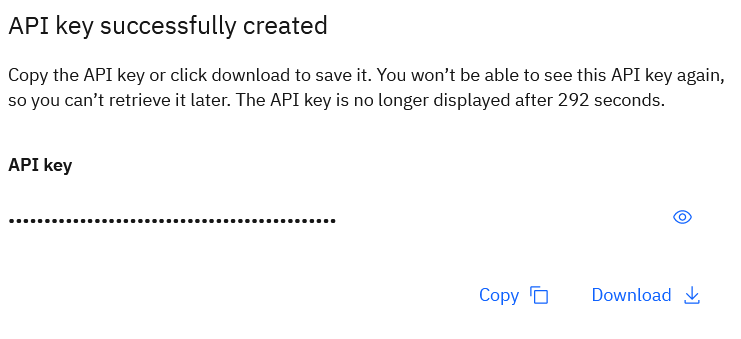 API key successfully created
Copy the API key or click download to save it. You won’t be able to see this API key again,
so you can’t retrieve it later. The API key is no longer displayed after 292 seconds.
API key
••••••••••••••••••••••••••••••••••••••••••••
Copy
Download